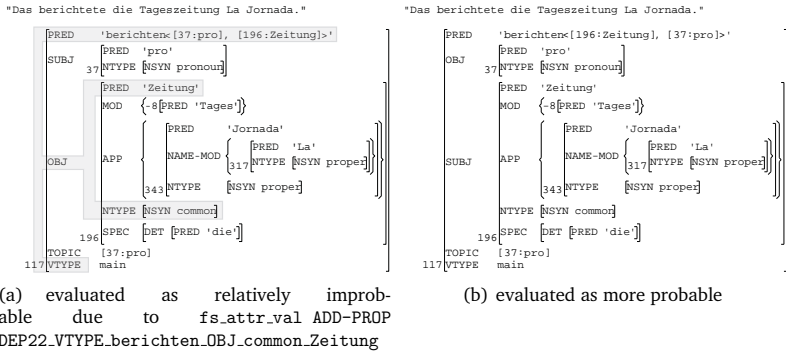 "Das berichtete die Tageszeitung La Jornada."
PRED 'berichten<[37:pro], [196:Zeitung]>'
PRED 'pro'
SUBJ
37 NTYPE [NSYN pronoun]
PRED 'Zeitung'
MOD {-8[PRED 'Tages']}
PRED 'Jornada'
PRED 'La'
APP NAME-MOD
OBJ
317 NTYPE [NSYN proper]
343 NTYPE [NSYN proper]
NTYPE [NSYN common]
196 SPEC [DET [PRED 'die']]
TOPIC [37:pro]
117 VTYPE main
(a) evaluated as relatively improb-
able due to fs_attr_val ADD-PROP
DEP22_VTYPE_berichten_OBJ_common_Zeitung
"Das berichtete die Tageszeitung La Jornada."
PRED 'berichten<[196:Zeitung], [37:pro]>'
PRED 'pro'
OBJ
37 NTYPE [NSYN pronoun]
PRED 'Zeitung'
MOD {-8[PRED 'Tages']}
PRED 'Jornada'
PRED 'La'
SUBJ APP NAME-MOD
317 NTYPE [NSYN proper]
343 NTYPE [NSYN proper]
NTYPE [NSYN common]
196 SPEC [DET [PRED 'die']]
TOPIC [37:pro]
117 VTYPE main
(b) evaluated as more probable